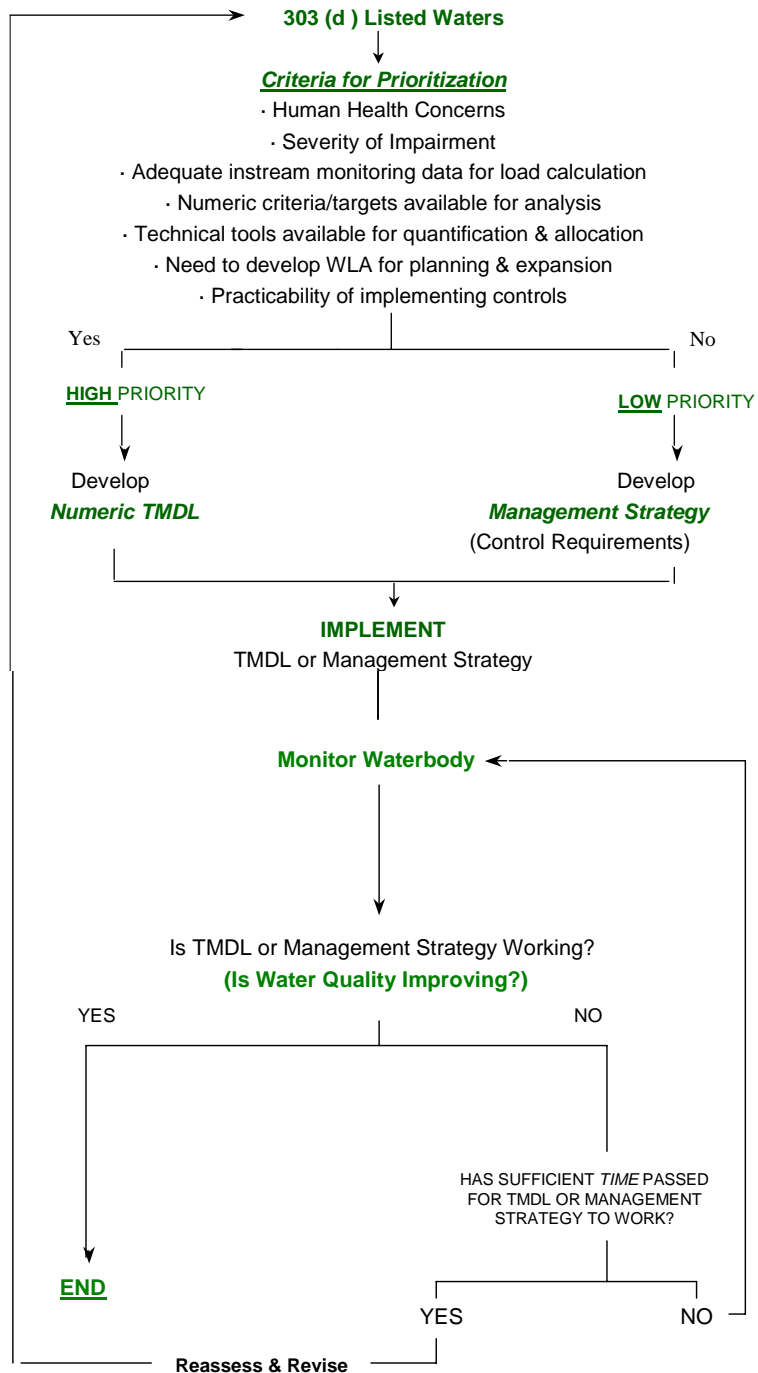 303 (d ) Listed Waters
Criteria for Prioritization
· Human Health Concerns
· Severity of Impairment
· Adequate instream monitoring data for load calculation
· Numeric criteria/targets available for analysis
· Technical tools available for quantification & allocation
· Need to develop WLA for planning & expansion
· Practicability of implementing controls
Yes
No
HIGH PRIORITY
LOW PRIORITY
Develop
Numeric TMDL
Develop
Management Strategy
(Control Requirements)
IMPLEMENT
TMDL or Management Strategy
Monitor Waterbody
Is TMDL or Management Strategy Working?
(Is Water Quality Improving?)
YES
NO
HAS SUFFICIENT TIME PASSED
FOR TMDL OR MANAGEMENT
STRATEGY TO WORK?
END
YES
NO
Reassess & Revise